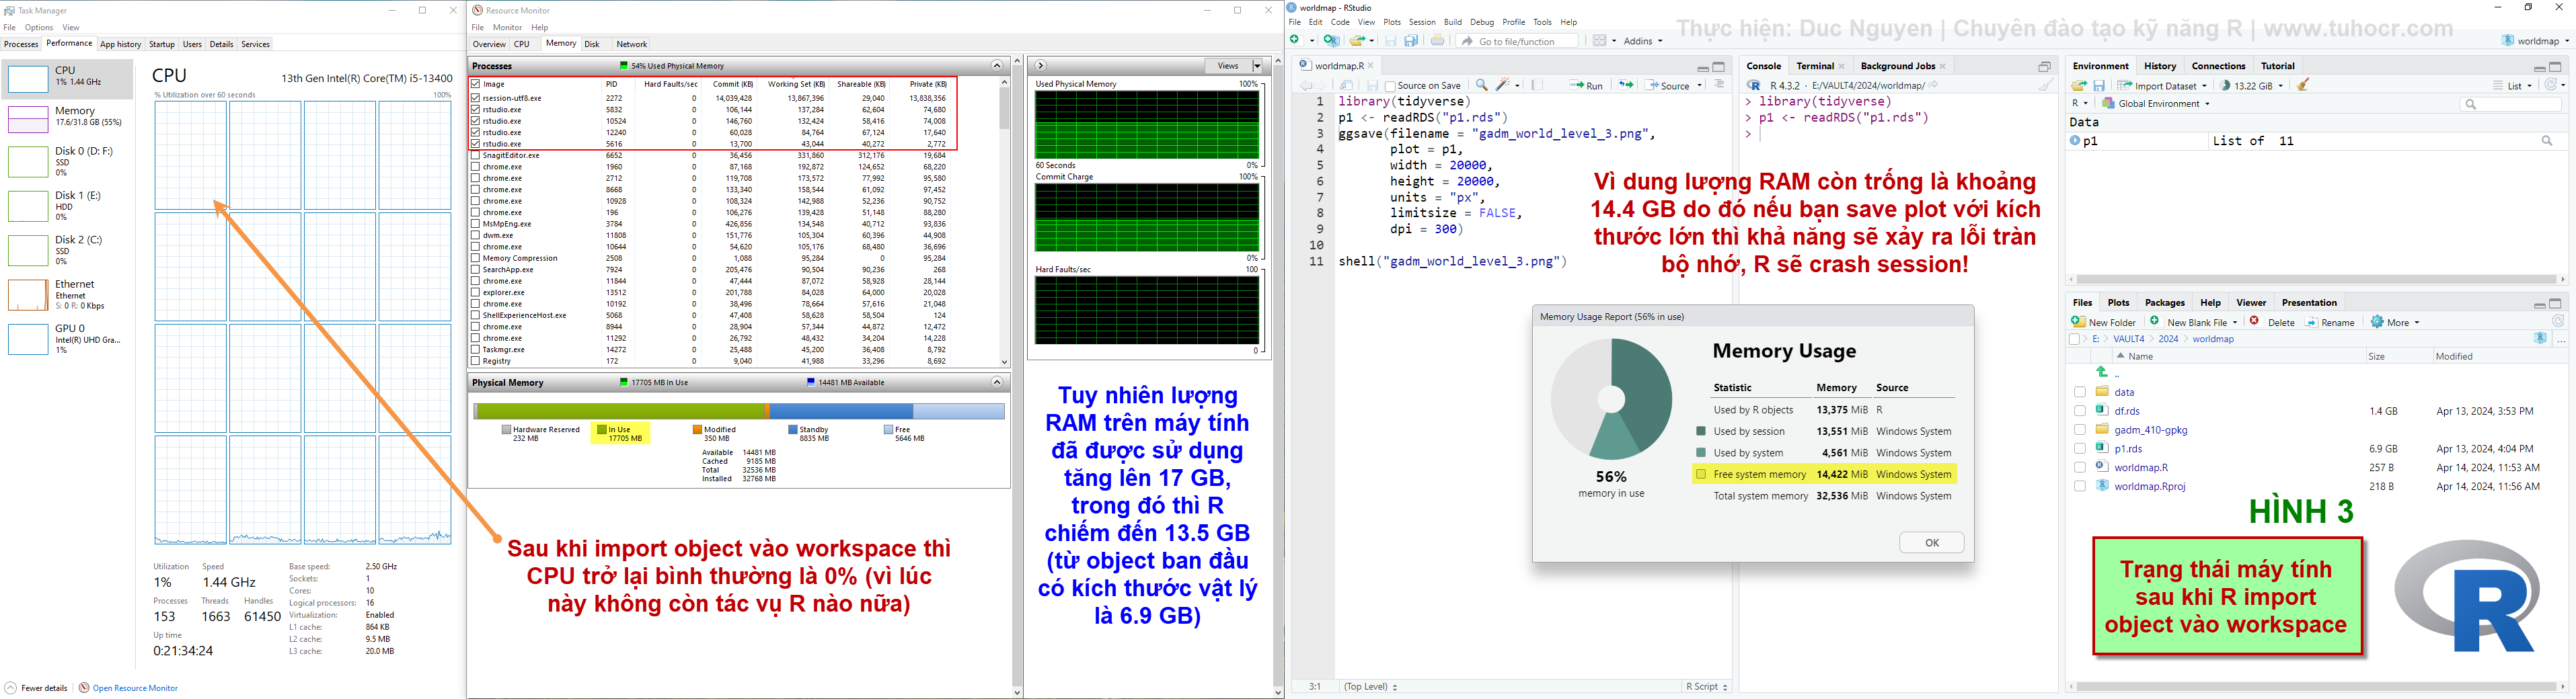 Task Manager
File Options View
Processes Performance App history Startup Users Details Services
CPU
1% 1.44 GHz
Memory
17.6/31.8 GB (55%)
Disk 0 (D: F:)
SSD
0%
Disk 1 (E:)
HDD
0%
Disk 2 (C:)
SSD
0%
Ethernet
Ethernet
S: 0 R: 0 Kbps
GPU 0
Intel(R) UHD Gra...
1%
CPU 13th Gen Intel(R) Core(TM) i5-13400
% Utilization over 60 seconds 100%
Utilization Speed
1% 1.44 GHz
Processes Threads Handles
153 1663 61450
Up time
0:21:34:24
Base speed: 2.50 GHz
Sockets: 1
Cores: 10
Logical processors: 16
Virtualization: Enabled
L1 cache: 864 KB
L2 cache: 9.5 MB
L3 cache: 20.0 MB
Fewer details Open Resource Monitor
Resource Monitor
File Monitor Help
Overview CPU Memory Disk Network
Processes 54% Used Physical Memory
Image PID Hard Faults/sec Commit (KB) Working Set (KB) Shareable (KB) Private (KB)
rsession-utf8.exe 2272 0 14,039,428 13,867,396 29,040 13,838,356
rstudio.exe 5832 0 106,144 137,284 62,604 74,680
rstudio.exe 10524 0 146,760 132,424 58,416 74,008
rstudio.exe 12240 0 60,028 84,764 67,124 17,640
rstudio.exe 5616 0 13,700 43,044 40,272 2,772
SnagitEditor.exe 6652 0 36,456 331,860 312,176 19,684
chrome.exe 1960 0 87,168 192,872 124,652 68,220
chrome.exe 2712 0 119,708 173,572 77,992 95,580
chrome.exe 8668 0 133,340 158,544 61,092 97,452
chrome.exe 10928 0 108,324 142,988 52,236 90,752
chrome.exe 196 0 106,276 139,428 51,148 88,280
MsMpEng.exe 3784 0 426,856 134,548 40,712 93,836
dwm.exe 11808 0 151,776 105,304 60,396 44,908
chrome.exe 10644 0 54,620 105,176 68,480 36,696
Memory Compression 2508 0 1,088 95,284 0 95,284
SearchApp.exe 7924 0 205,476 90,504 90,236 268
chrome.exe 11844 0 47,444 87,072 58,928 28,144
explorer.exe 13512 0 201,788 84,028 64,000 20,028
chrome.exe 10192 0 38,496 78,664 57,616 21,048
ShellExperienceHost.exe 5068 0 47,408 58,628 58,504 124
chrome.exe 8944 0 28,904 57,344 44,872 12,472
chrome.exe 11292 0 26,792 48,432 34,204 14,228
Taskmgr.exe 14272 0 25,488 45,200 36,408 8,792
Registry 172 0 9,040 41,988 33,296 8,692
Physical Memory 17705 MB In Use 14481 MB Available
Hardware Reserved In Use Modified Standby Free
232 MB 17705 MB 350 MB 8835 MB 5646 MB
Available 14481 MB
Cached 9185 MB
Total 32536 MB
Installed 32768 MB
Sau khi import object vào workspace thì
CPU trở lại bình thường là 0% (vì lúc
này không còn tác vụ R nào nữa)
Views
Used Physical Memory 100%
60 Seconds 0%
Commit Charge 100%
0%
Hard Faults/sec 100
0
Tuy nhiên lượng
RAM trên máy tính
đã được sử dụng
tăng lên 17 GB,
trong đó thì R
chiếm đến 13.5 GB
(từ object ban đầu
có kích thước vật lý
là 6.9 GB)
worldmap - RStudio
File Edit Code View Plots Session Build Debug Profile Tools Help
Thực hiện: Duc Nguyen | Chuyên đào tạo kỹ năng R | www.tuhocr.com
Go to file/function Addins worldmap
worldmap.R
Source on Save Run Source
1 library(tidyverse)
2 p1 <- readRDS("p1.rds")
3 ggsave(filename = "gadm_world_level_3.png",
4 plot = p1,
5 width = 20000,
6 height = 20000,
7 units = "px",
8 limitsize = FALSE,
9 dpi = 300)
10
11 shell("gadm_world_level_3.png")
3:1 (Top Level) R Script
Console Terminal Background Jobs
R 4.3.2 · E:/VAULT4/2024/worldmap/
> library(tidyverse)
> p1 <- readRDS("p1.rds")
>
Vì dung lượng RAM còn trống là khoảng
14.4 GB do đó nếu bạn save plot với kích
thước lớn thì khả năng sẽ xảy ra lỗi tràn
bộ nhớ, R sẽ crash session!
Memory Usage Report (56% in use)
Memory Usage
Statistic Memory Source
Used by R objects 13,375 MiB R
Used by session 13,551 MiB Windows System
Used by system 4,561 MiB Windows System
Free system memory 14,422 MiB Windows System
Total system memory 32,536 MiB Windows System
56%
memory in use
OK
Environment History Connections Tutorial
Import Dataset 13.22 GiB List
R Global Environment
Data
p1 List of 11
Files Plots Packages Help Viewer Presentation
New Folder New Blank File Delete Rename More
E: VAULT4 2024 worldmap ...
Name Size Modified
..
data
df.rds 1.4 GB Apr 13, 2024, 3:53 PM
gadm_410-gpkg
p1.rds 6.9 GB Apr 13, 2024, 4:04 PM
worldmap.R 257 B Apr 14, 2024, 11:53 AM
worldmap.Rproj 218 B Apr 14, 2024, 11:56 AM
HÌNH 3
Trạng thái máy tính
sau khi R import
object vào workspace
R